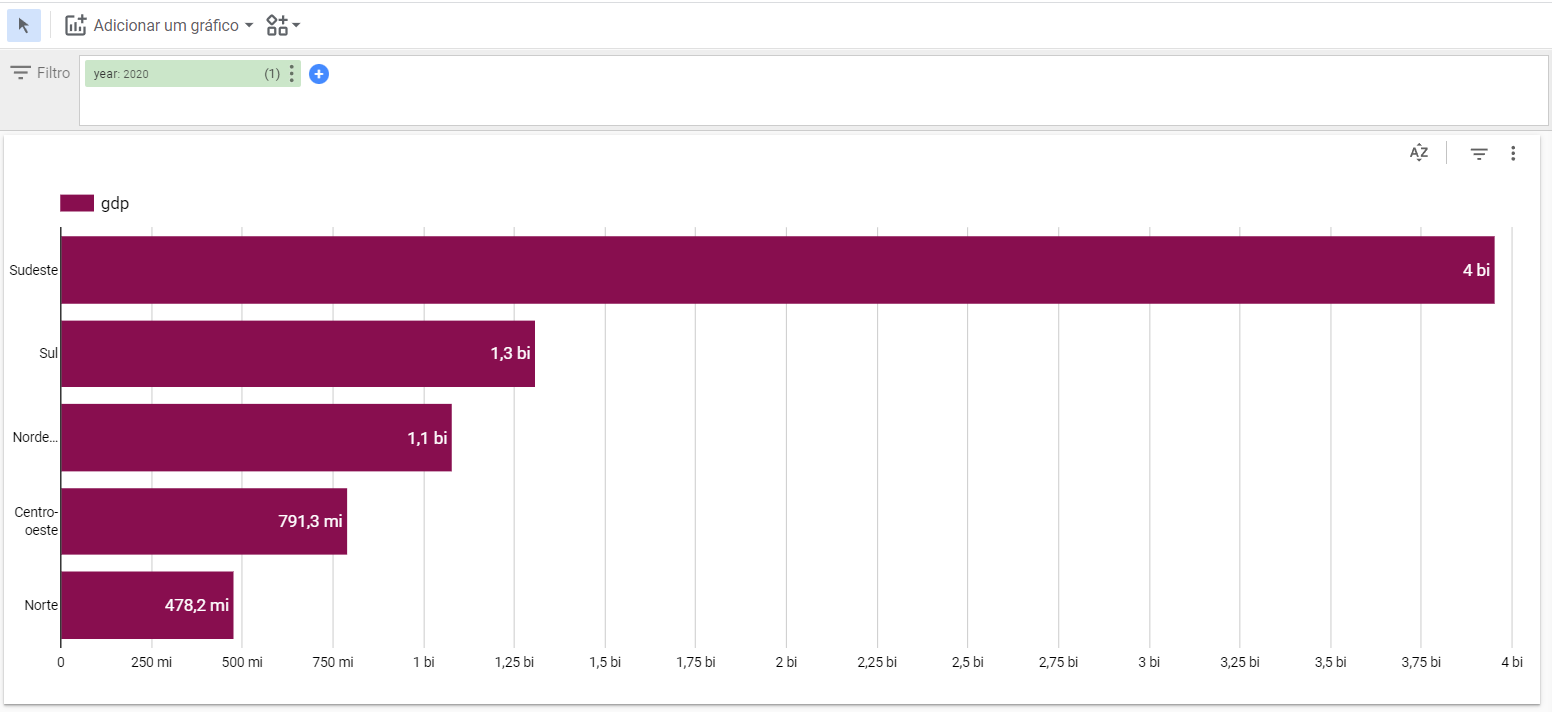 Adicionar um gráfico
Filtro
year: 2020 (1)
AZ
gdp
Sudeste
4 bi
Sul
1,3 bi
Norde...
1,1 bi
Centro-
oeste
791,3 mi
Norte
478,2 mi
0 250 mi 500 mi 750 mi 1 bi 1,25 bi 1,5 bi 1,75 bi 2 bi 2,25 bi 2,5 bi 2,75 bi 3 bi 3,25 bi 3,5 bi 3,75 bi 4 bi